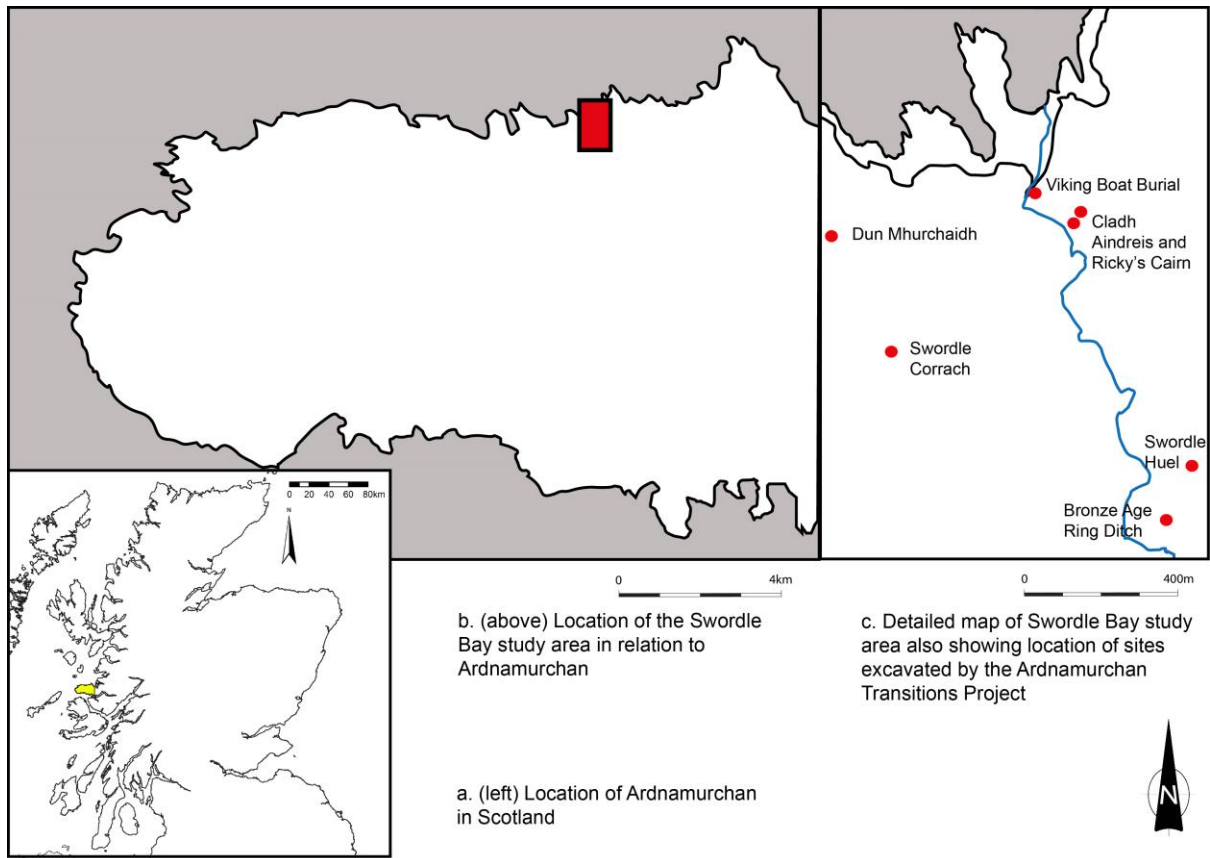 Viking Boat Burial
Cladh
Aindreis and
Ricky's Cairn
Dun Mhurchaidh
Swordle
Corrach
Swordle
Huel
Bronze Age
Ring Ditch
0 20 40 60 80km
N
0 4km
0 400m
b. (above) Location of the Swordle
Bay study area in relation to
Ardnamurchan
c. Detailed map of Swordle Bay study
area also showing location of sites
excavated by the Ardnamurchan
Transitions Project
a. (left) Location of Ardnamurchan
in Scotland
N